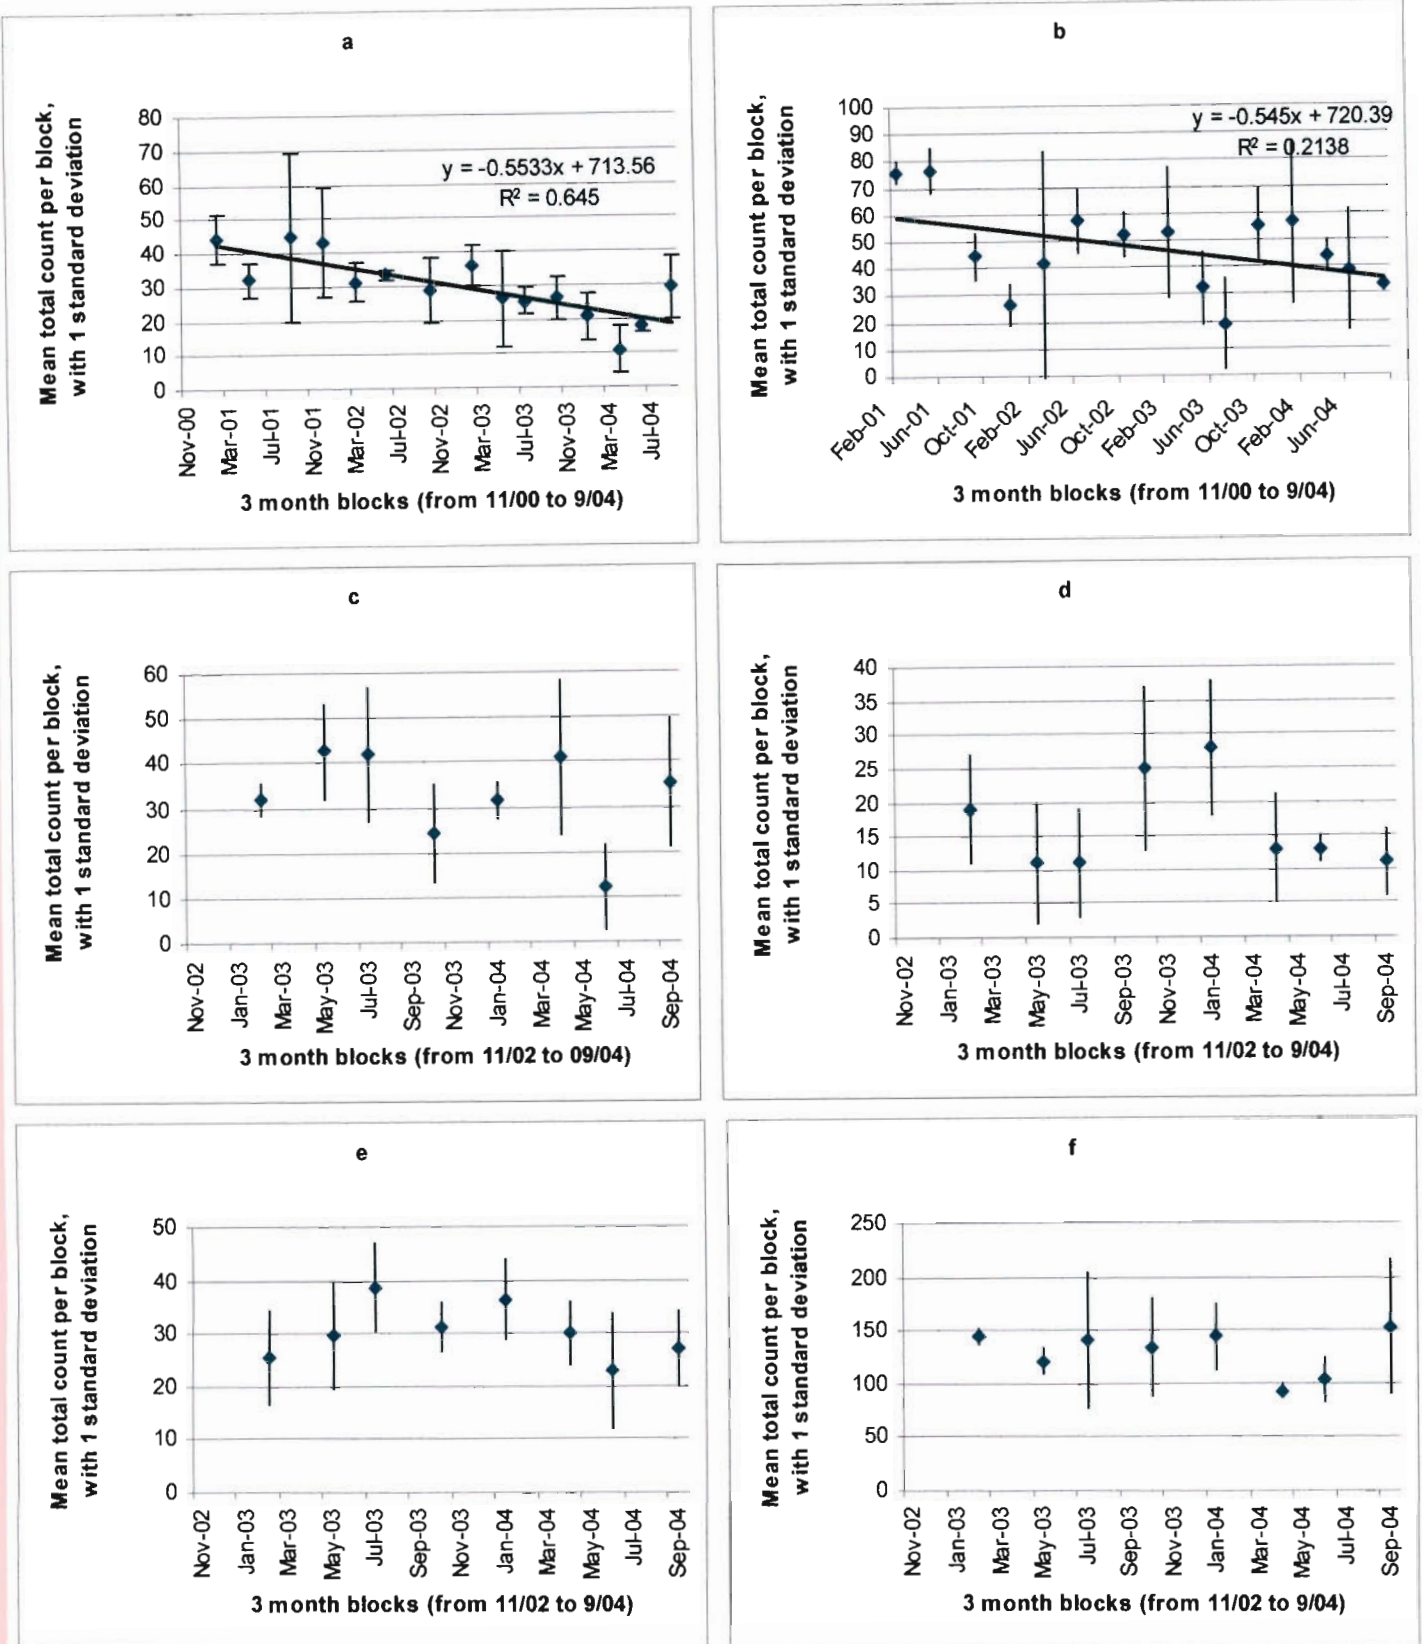 a
Mean total count per block,
with 1 standard deviation
80
70
60
50
40
30
20
10
0
y = -0.5533x + 713.56
R² = 0.645
Nov-00
Mar-01
Jul-01
Nov-01
Mar-02
Jul-02
Nov-02
Mar-03
Jul-03
Nov-03
Mar-04
Jul-04
3 month blocks (from 11/00 to 9/04)
b
Mean total count per block,
with 1 standard deviation
100
90
80
70
60
50
40
30
20
10
0
y = -0.545x + 720.39
R² = 0.2138
Feb-01
Jun-01
Oct-01
Feb-02
Jun-02
Oct-02
Feb-03
Jun-03
Oct-03
Feb-04
Jun-04
3 month blocks (from 11/00 to 9/04)
c
Mean total count per block,
with 1 standard deviation
60
50
40
30
20
10
0
Nov-02
Jan-03
Mar-03
May-03
Jul-03
Sep-03
Nov-03
Jan-04
Mar-04
May-04
Jul-04
Sep-04
3 month blocks (from 11/02 to 09/04)
d
Mean total count per block,
with 1 standard deviation
40
35
30
25
20
15
10
5
0
Nov-02
Jan-03
Mar-03
May-03
Jul-03
Sep-03
Nov-03
Jan-04
Mar-04
May-04
Jul-04
Sep-04
3 month blocks (from 11/02 to 9/04)
e
Mean total count per block,
with 1 standard deviation
50
40
30
20
10
0
Nov-02
Jan-03
Mar-03
May-03
Jul-03
Sep-03
Nov-03
Jan-04
Mar-04
May-04
Jul-04
Sep-04
3 month blocks (from 11/02 to 9/04)
f
Mean total count per block,
with 1 standard deviation
250
200
150
100
50
0
Nov-02
Jan-03
Mar-03
May-03
Jul-03
Sep-03
Nov-03
Jan-04
Mar-04
May-04
Jul-04
Sep-04
3 month blocks (from 11/02 to 9/04)